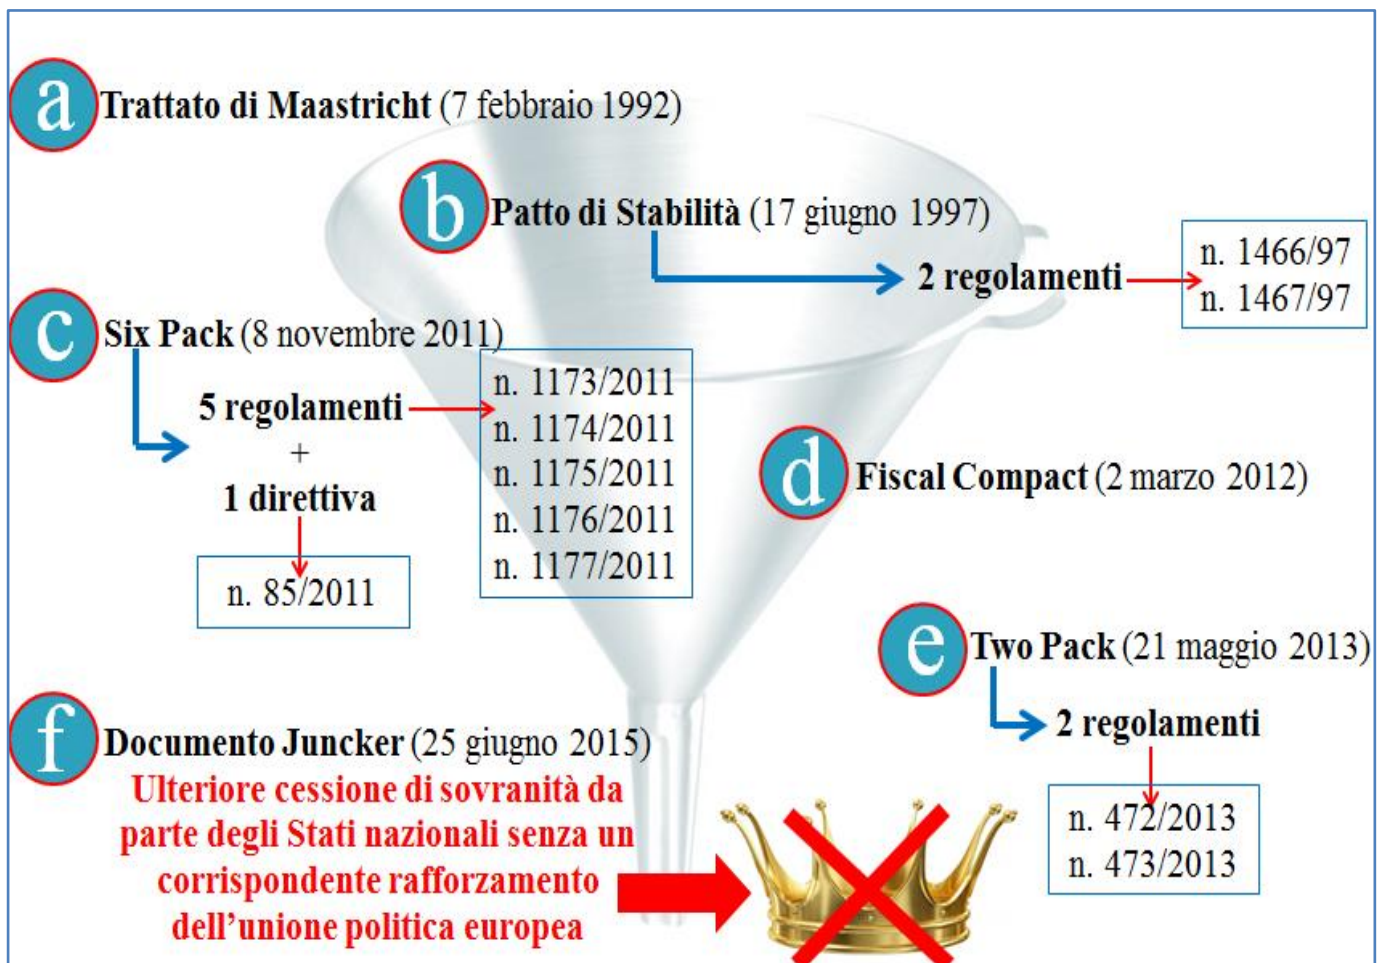 a Trattato di Maastricht (7 febbraio 1992)
b Patto di Stabilità (17 giugno 1997)
2 regolamenti
n. 1466/97
n. 1467/97
c Six Pack (8 novembre 2011)
5 regolamenti
+
1 direttiva
n. 85/2011
n. 1173/2011
n. 1174/2011
n. 1175/2011
n. 1176/2011
n. 1177/2011
d Fiscal Compact (2 marzo 2012)
e Two Pack (21 maggio 2013)
2 regolamenti
n. 472/2013
n. 473/2013
f Documento Juncker (25 giugno 2015)
Ulteriore cessione di sovranità da
parte degli Stati nazionali senza un
corrispondente rafforzamento
dell’unione politica europea